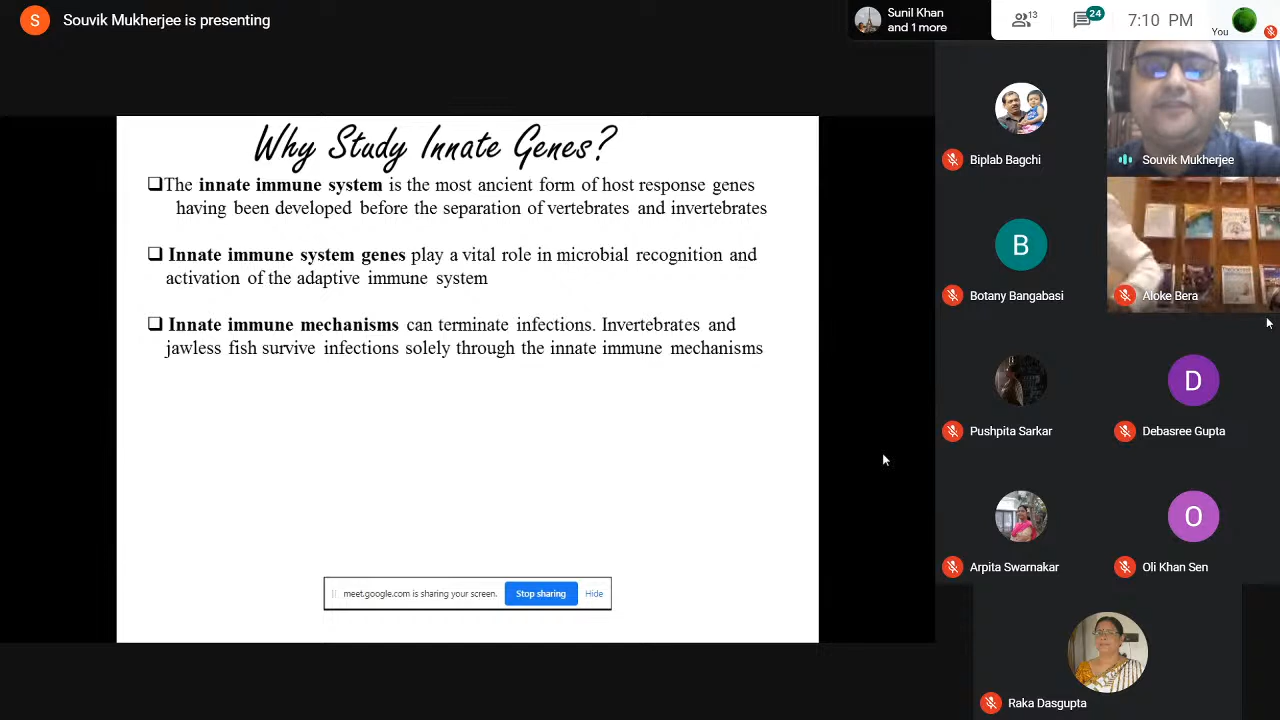 S
Souvik Mukherjee is presenting
Sunil Khan
and 1 more
13
24
7:10 PM
You
Why Study Innate Genes?
The innate immune system is the most ancient form of host response genes
having been developed before the separation of vertebrates and invertebrates
Innate immune system genes play a vital role in microbial recognition and
activation of the adaptive immune system
Innate immune mechanisms can terminate infections. Invertebrates and
jawless fish survive infections solely through the innate immune mechanisms
meet.google.com is sharing your screen.
Stop sharing
Hide
Biplab Bagchi
Souvik Mukherjee
B
Botany Bangabasi
Aloke Bera
Pushpita Sarkar
D
Debasree Gupta
Arpita Swarnakar
O
Oli Khan Sen
Raka Dasgupta